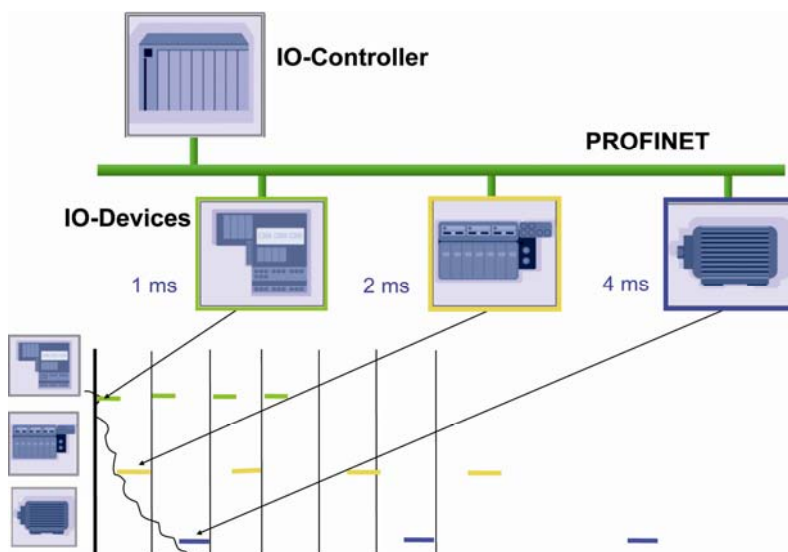 IO-Controller
PROFINET
IO-Devices
1 ms
2 ms
4 ms